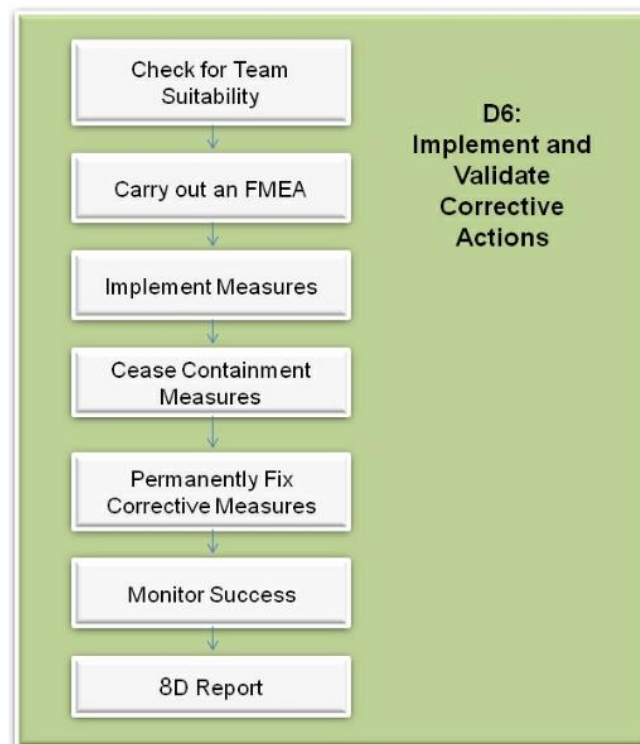 Check for Team
Suitability
Carry out an FMEA
Implement Measures
Cease Containment
Measures
Permanently Fix
Corrective Measures
Monitor Success
8D Report
D6:
Implement and
Validate
Corrective
Actions